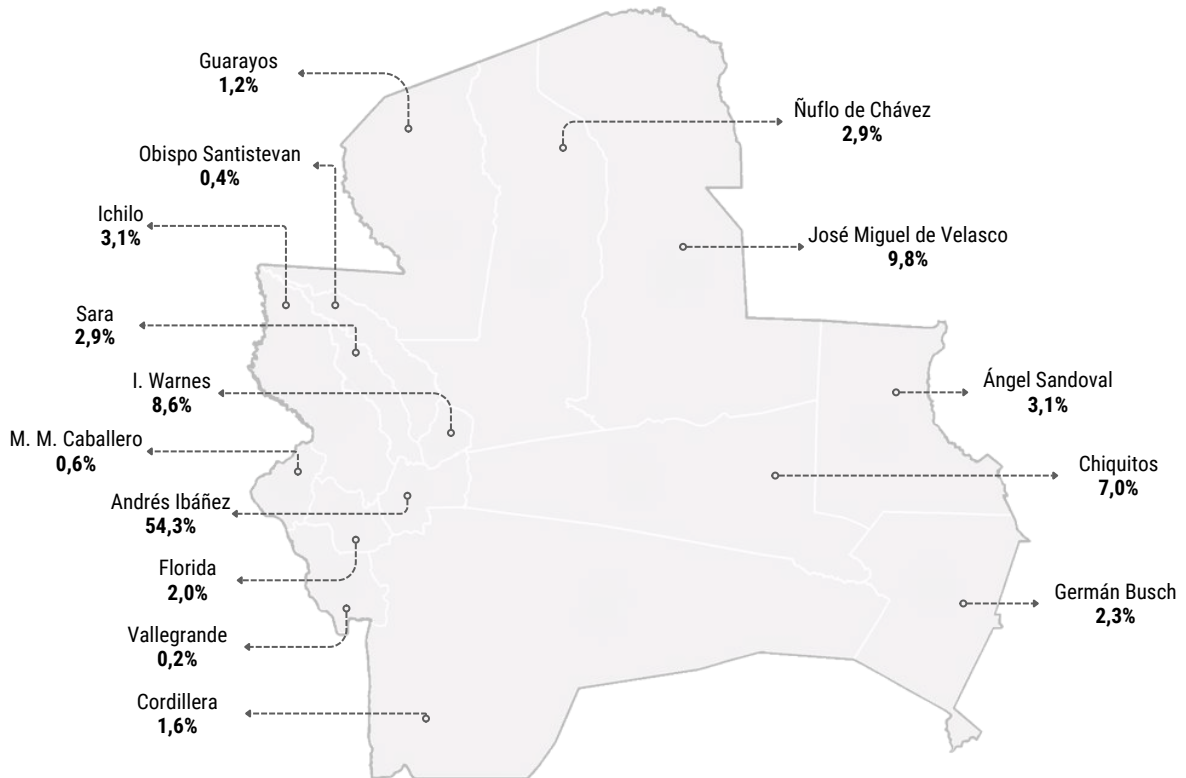 Guarayos
1,2%
Obispo Santistevan
0,4%
Ichilo
3,1%
Sara
2,9%
I. Warnes
8,6%
M. M. Caballero
0,6%
Andrés Ibáñez
54,3%
Florida
2,0%
Vallegrande
0,2%
Cordillera
1,6%
Ñuflo de Chávez
2,9%
José Miguel de Velasco
9,8%
Ángel Sandoval
3,1%
Chiquitos
7,0%
Germán Busch
2,3%